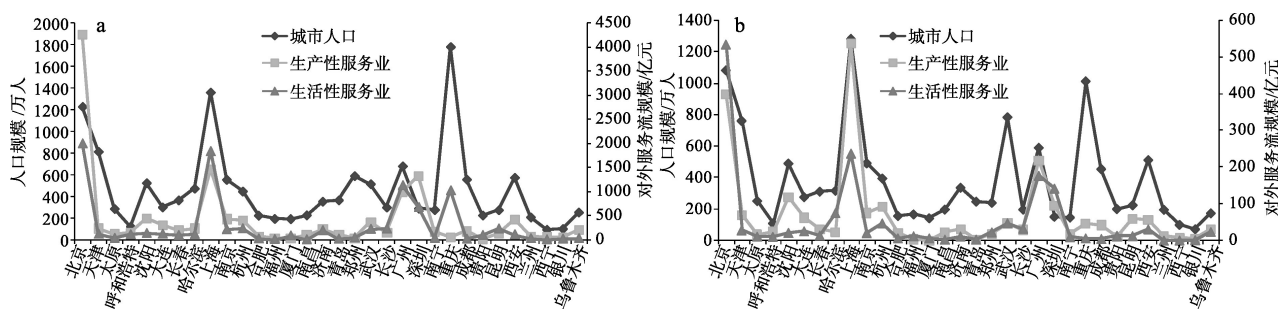 a
2000
1800
1600
1400
1200
1000
800
600
400
200
0
人口规模/万人
城市人口
生产性服务业
生活性服务业
4500
4000
3500
3000
2500
2000
1500
1000
500
0
对外服务流规模/亿元
北京
天津
太原
呼和浩特
沈阳
大连
长春
哈尔滨
上海
南京
杭州
合肥
福州
厦门
南昌
济南
青岛
郑州
武汉
长沙
广州
深圳
南宁
重庆
成都
贵阳
昆明
西安
兰州
西宁
银川
乌鲁木齐
b
1400
1200
1000
800
600
400
200
0
人口规模/万人
城市人口
生产性服务业
生活性服务业
600
500
400
300
200
100
0
对外服务流规模/亿元
北京
天津
太原
呼和浩特
沈阳
大连
长春
哈尔滨
上海
南京
杭州
合肥
福州
厦门
南昌
济南
青岛
郑州
武汉
长沙
广州
深圳
南宁
重庆
成都
贵阳
昆明
西安
兰州
西宁
银川
乌鲁木齐